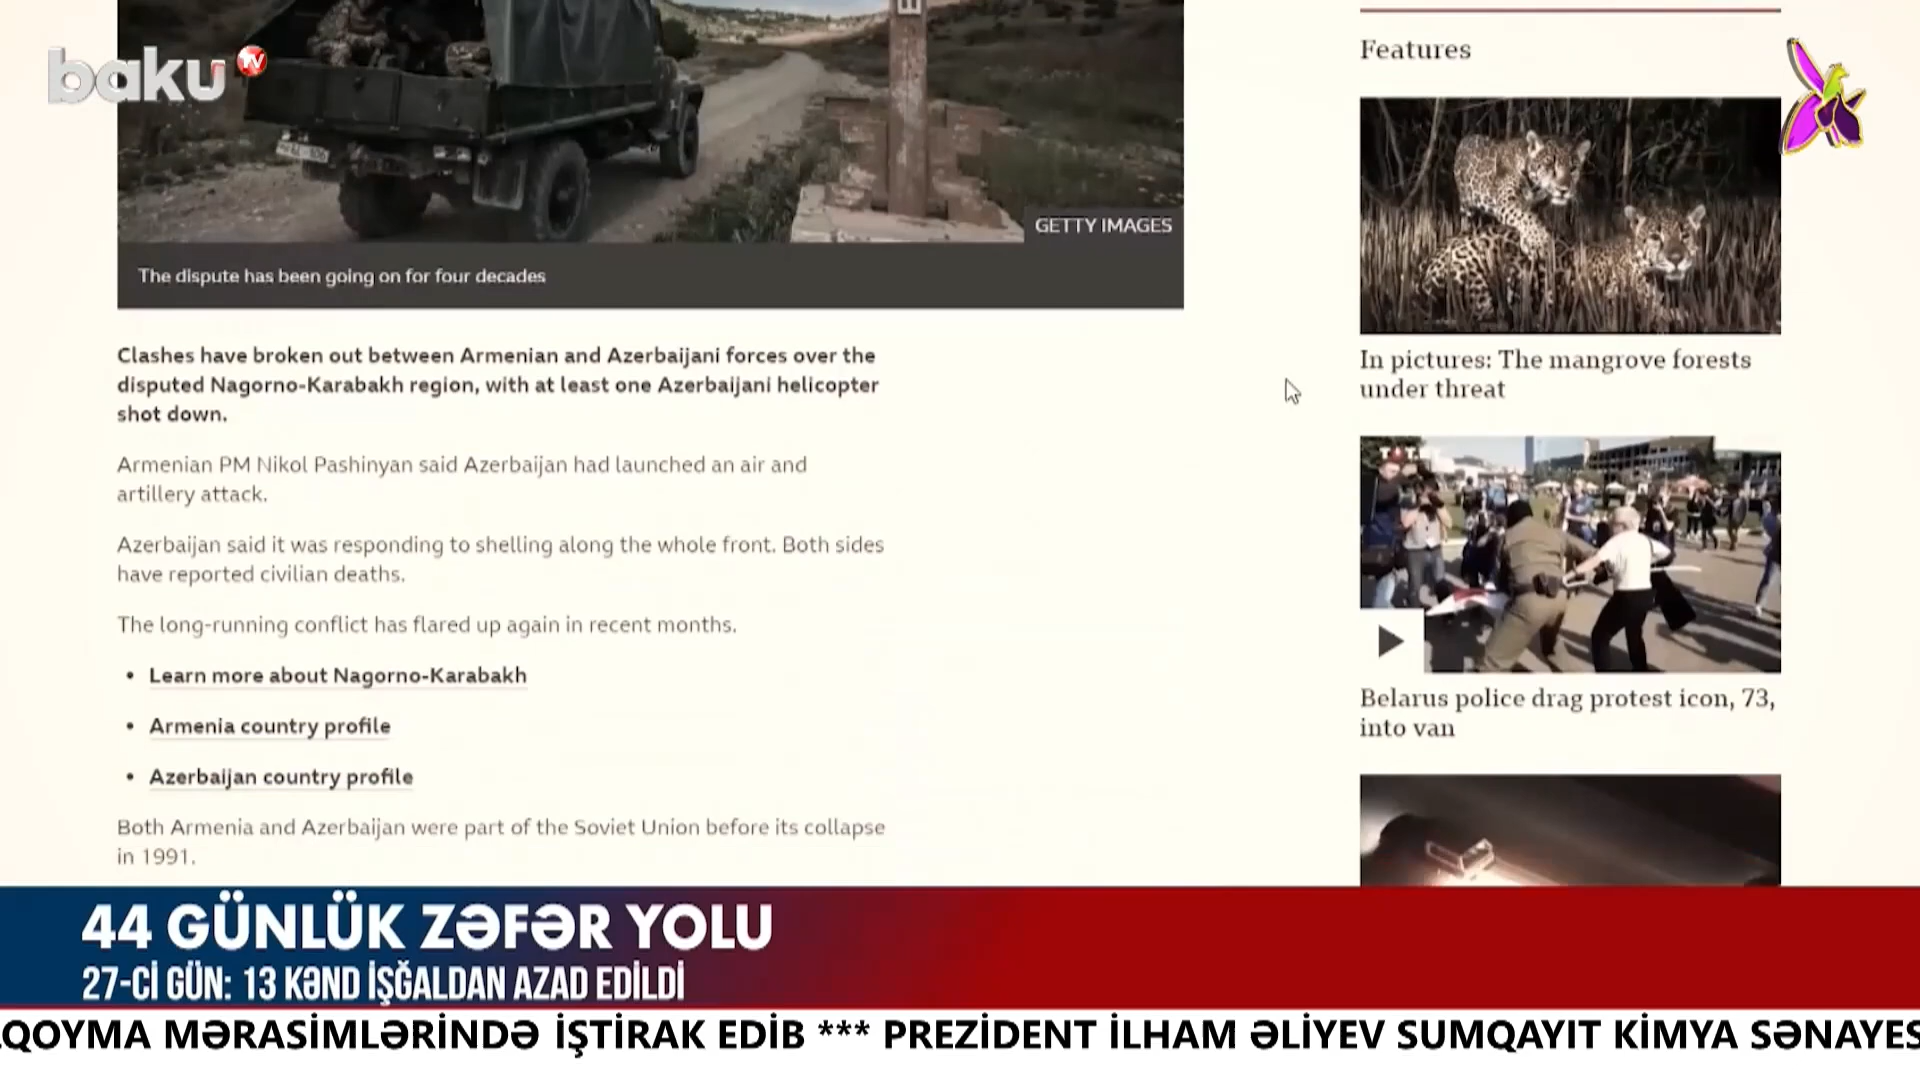 baku TV
GETTY IMAGES
The dispute has been going on for four decades
Clashes have broken out between Armenian and Azerbaijani forces over the
disputed Nagorno-Karabakh region, with at least one Azerbaijani helicopter
shot down.
Armenian PM Nikol Pashinyan said Azerbaijan had launched an air and
artillery attack.
Azerbaijan said it was responding to shelling along the whole front. Both sides
have reported civilian deaths.
The long-running conflict has flared up again in recent months.
• Learn more about Nagorno-Karabakh
• Armenia country profile
• Azerbaijan country profile
Both Armenia and Azerbaijan were part of the Soviet Union before its collapse
in 1991.
Features
In pictures: The mangrove forests
under threat
Belarus police drag protest icon, 73,
into van
44 GÜNLÜK ZƏFƏR YOLU
27-Cİ GÜN: 13 KƏND İŞĞALDAN AZAD EDİLDİ
QOYMA MƏRASİMLƏRİNDƏ İŞTİRAK EDİB *** PREZİDENT İLHAM ƏLİYEV SUMQAYIT KİMYA SƏNAYES